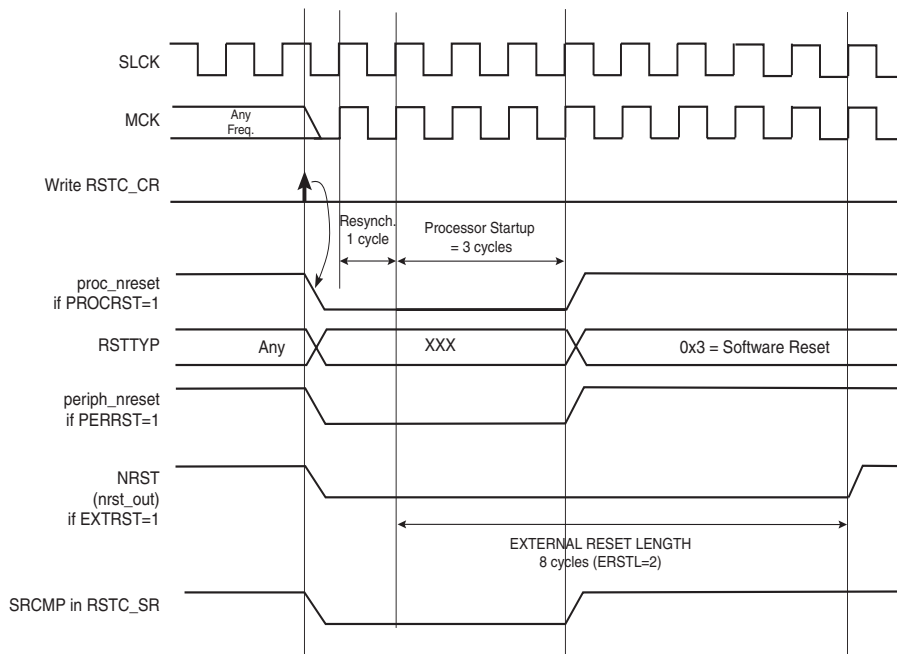 SLCK
MCK
Any
Freq.
Write RSTC_CR
Resynch.
1 cycle
Processor Startup
= 3 cycles
proc_nreset
if PROCRST=1
RSTTYP
Any
XXX
0x3 = Software Reset
periph_nreset
if PERRST=1
NRST
(nrst_out)
if EXTRST=1
EXTERNAL RESET LENGTH
8 cycles (ERSTL=2)
SRCMP in RSTC_SR